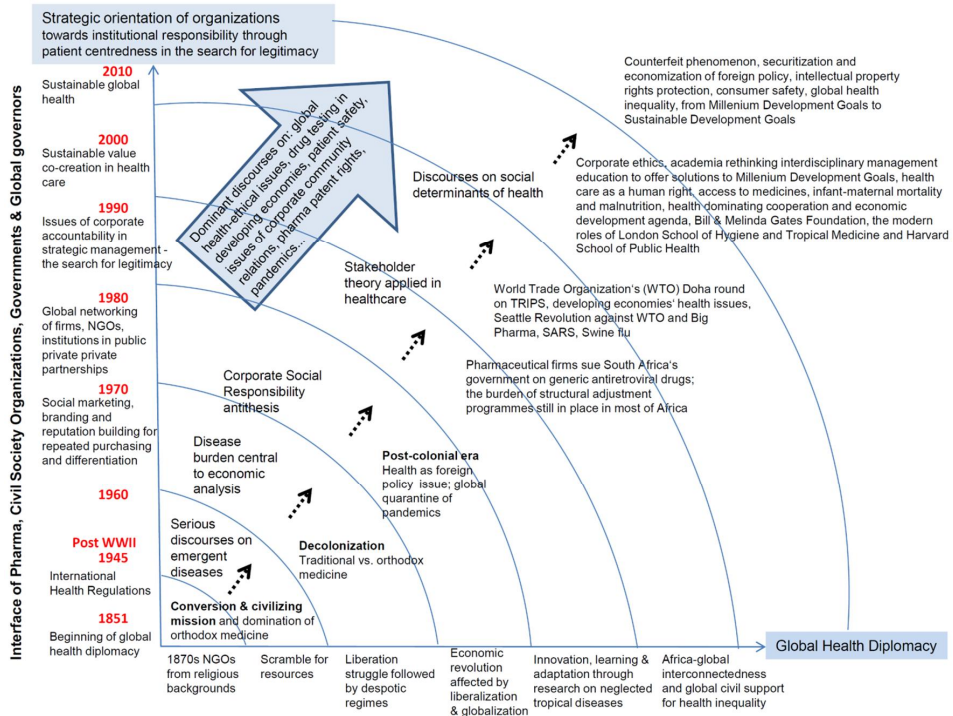 Strategic orientation of organizations
towards institutional responsibility through
patient centredness in the search for legitimacy
Interface of Pharma, Civil Society Organizations, Governments & Global governors
2010
Sustainable global
health
2000
Sustainable value
co-creation in health
care
1990
Issues of corporate
accountability in
strategic management -
the search for legitimacy
1980
Global networking
of firms, NGOs,
institutions in public
private private
partnerships
1970
Social marketing,
branding and
reputation building for
repeated purchasing
and differentiation
1960
Post WWII
1945
International
Health Regulations
1851
Beginning of global
health diplomacy
Dominant discourses on: global
health-ethical issues, drug testing in
developing economies, patient safety,
issues of corporate community
relations, pharma patent rights,
pandemics...
Counterfeit phenomenon, securitization and
economization of foreign policy, intellectual property
rights protection, consumer safety, global health
inequality, from Millenium Development Goals to
Sustainable Development Goals
Discourses on social
determinants of health
Corporate ethics, academia rethinking interdisciplinary management
education to offer solutions to Millenium Development Goals, health
care as a human right, access to medicines, infant-maternal mortality
and malnutrition, health dominating cooperation and economic
development agenda, Bill & Melinda Gates Foundation, the modern
roles of London School of Hygiene and Tropical Medicine and Harvard
School of Public Health
Stakeholder
theory applied in
healthcare
World Trade Organization's (WTO) Doha round
on TRIPS, developing economies' health issues,
Seattle Revolution against WTO and Big
Pharma, SARS, Swine flu
Corporate Social
Responsibility
antithesis
Pharmaceutical firms sue South Africa's
government on generic antiretroviral drugs;
the burden of structural adjustment
programmes still in place in most of Africa
Disease
burden central
to economic
analysis
Post-colonial era
Health as foreign
policy issue; global
quarantine of
pandemics
Serious
discourses on
emergent
diseases
Decolonization
Traditional vs. orthodox
medicine
Conversion & civilizing
mission and domination of
orthodox medicine
Global Health Diplomacy
1870s NGOs
from religious
backgrounds
Scramble for
resources
Liberation
struggle followed
by despotic
regimes
Economic
revolution
affected by
liberalization
& globalization
Innovation, learning &
adaptation through
research on neglected
tropical diseases
Africa-global
interconnectedness
and global civil support
for health inequality